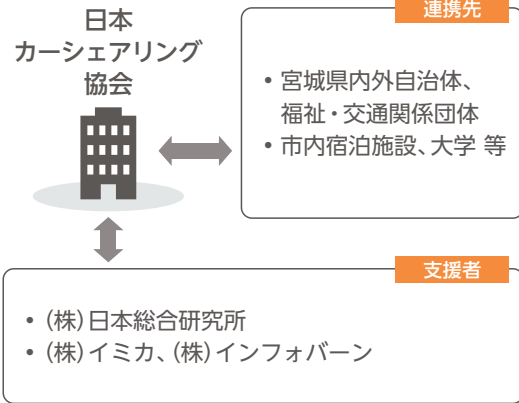 日本
カーシェアリング
協会
連携先
• 宮城県内外自治体、
福祉・交通関係団体
• 市内宿泊施設、大学 等
支援者
• (株)日本総合研究所
• (株)イミカ、(株)インフォバーン